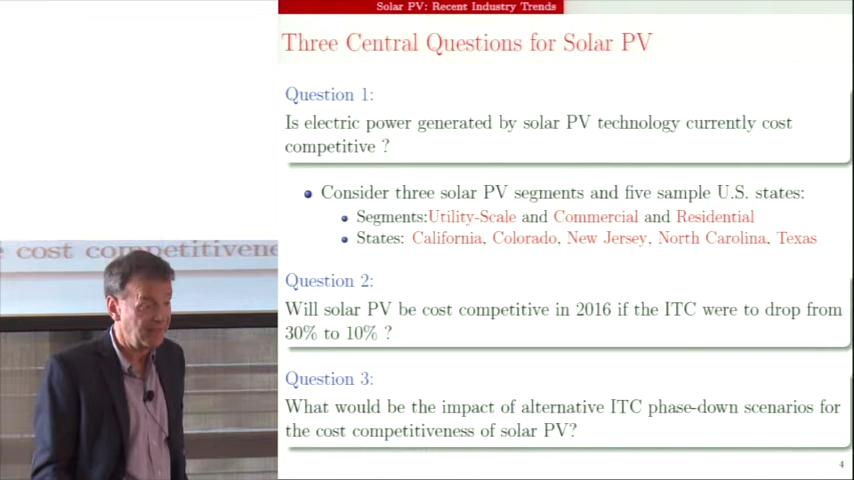 Solar PV: Recent Industry Trends
Three Central Questions for Solar PV
Question 1:
Is electric power generated by solar PV technology currently cost
competitive ?
Consider three solar PV segments and five sample U.S. states:
Segments:Utility-Scale and Commercial and Residential
States: California, Colorado, New Jersey, North Carolina, Texas
Question 2:
Will solar PV be cost competitive in 2016 if the ITC were to drop from
30% to 10% ?
Question 3:
What would be the impact of alternative ITC phase-down scenarios for
the cost competitiveness of solar PV?
4
cost competitivene